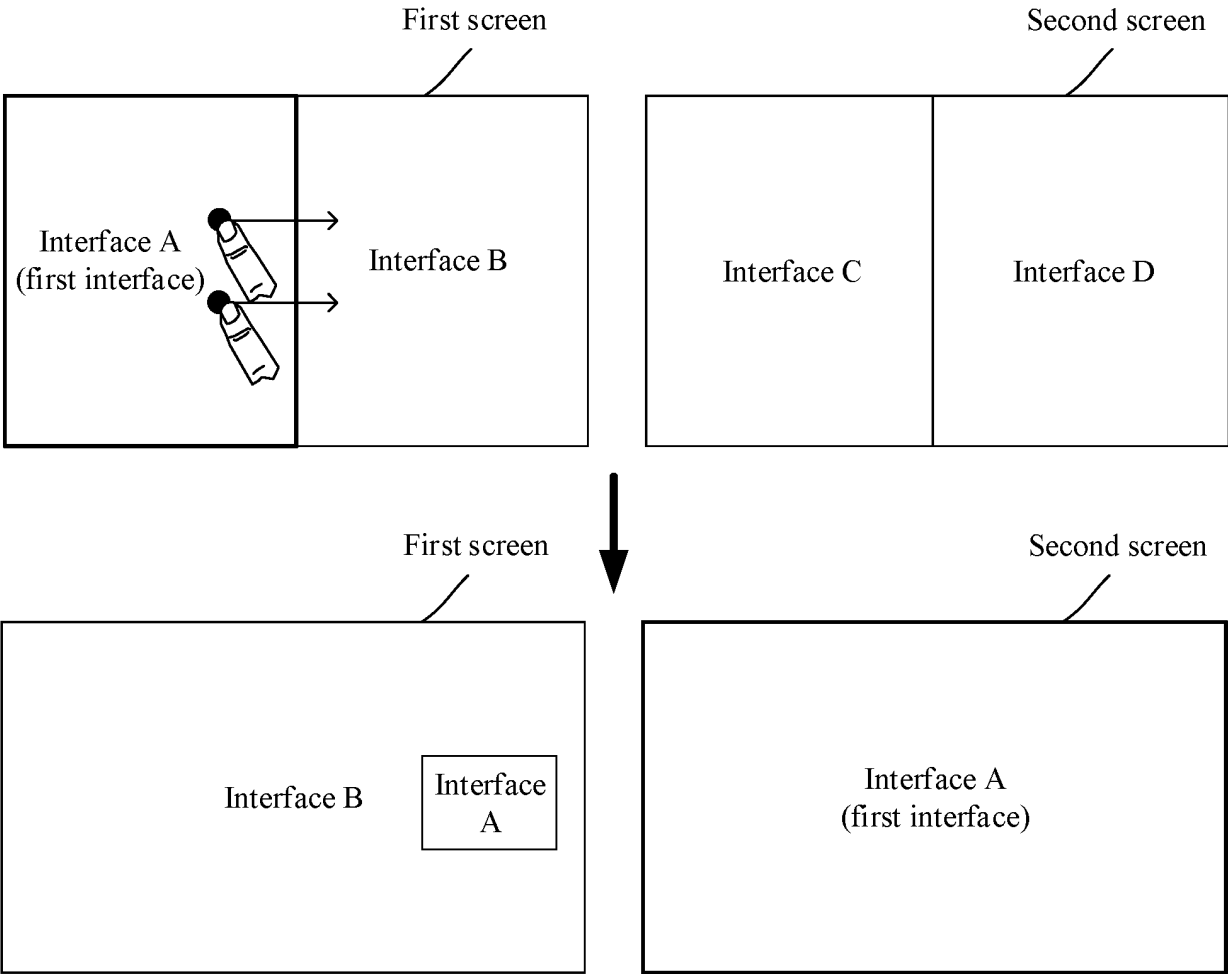 First screen
Second screen
Interface A
(first interface)
Interface B
Interface C
Interface D
First screen
Second screen
Interface B
Interface
A
Interface A
(first interface)